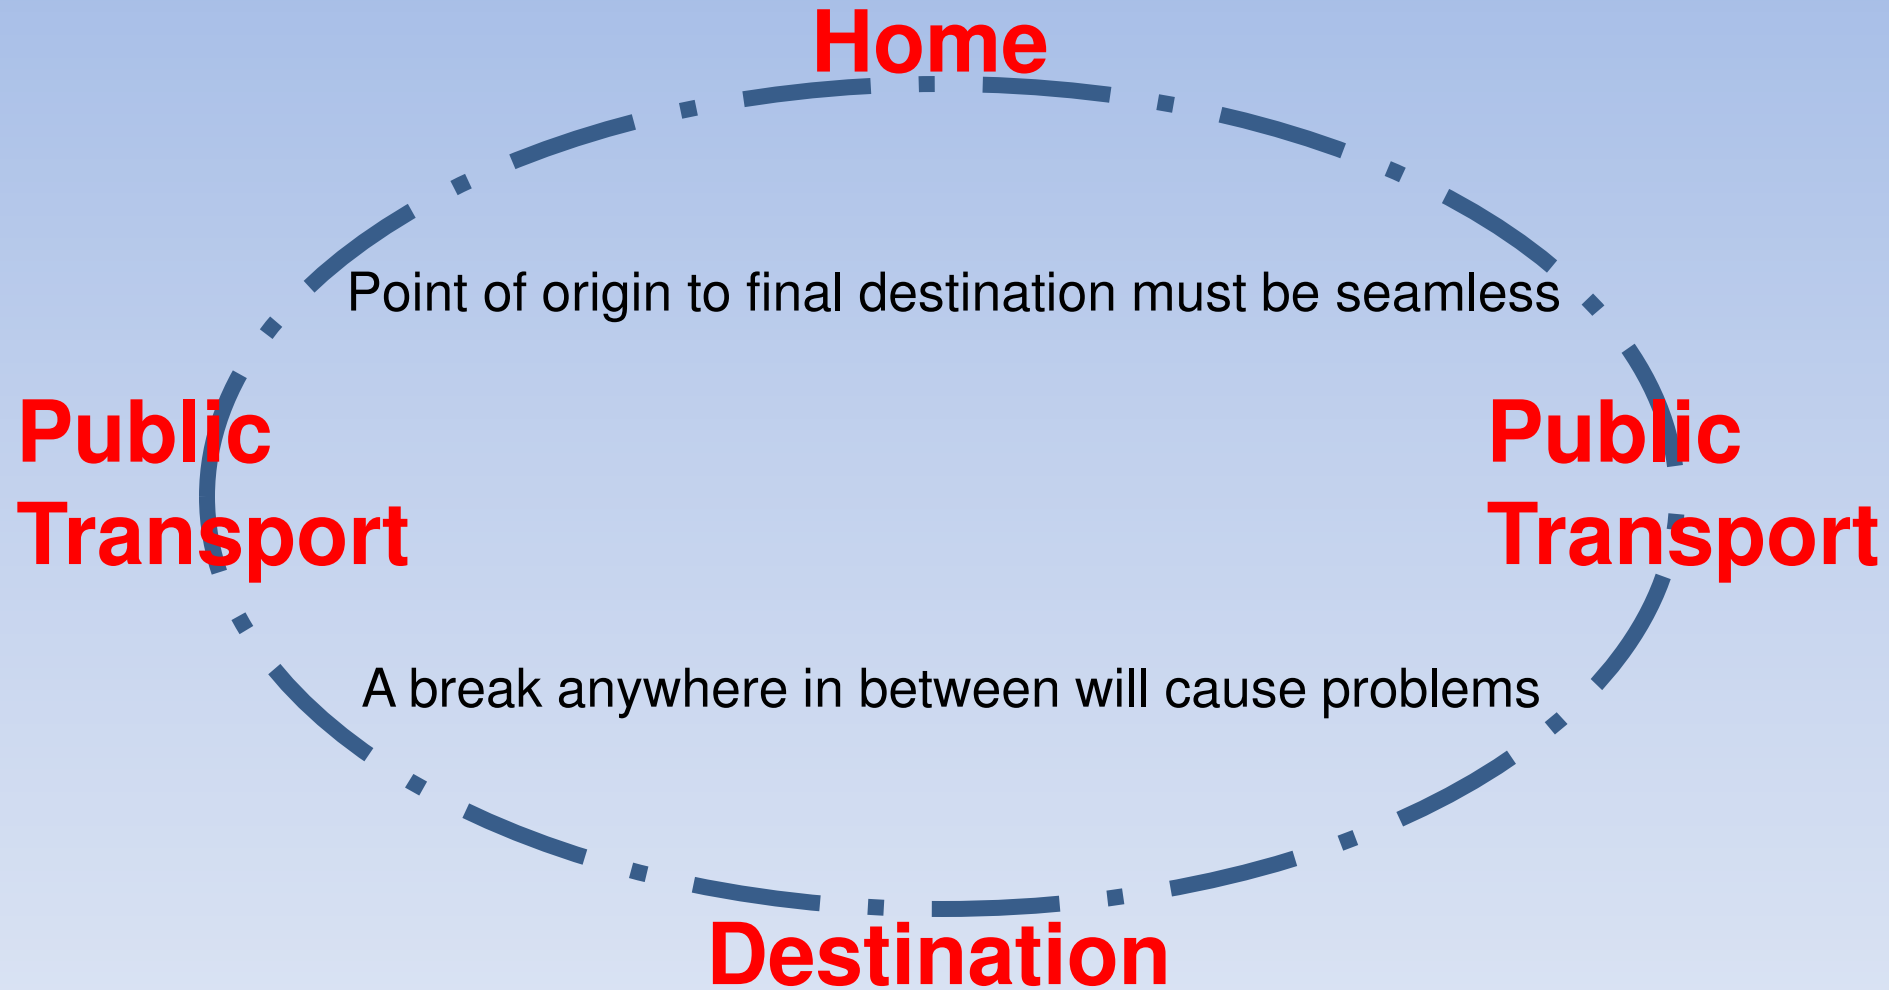 Home
Point of origin to final destination must be seamless
Public
Transport
Public
Transport
A break anywhere in between will cause problems
Destination